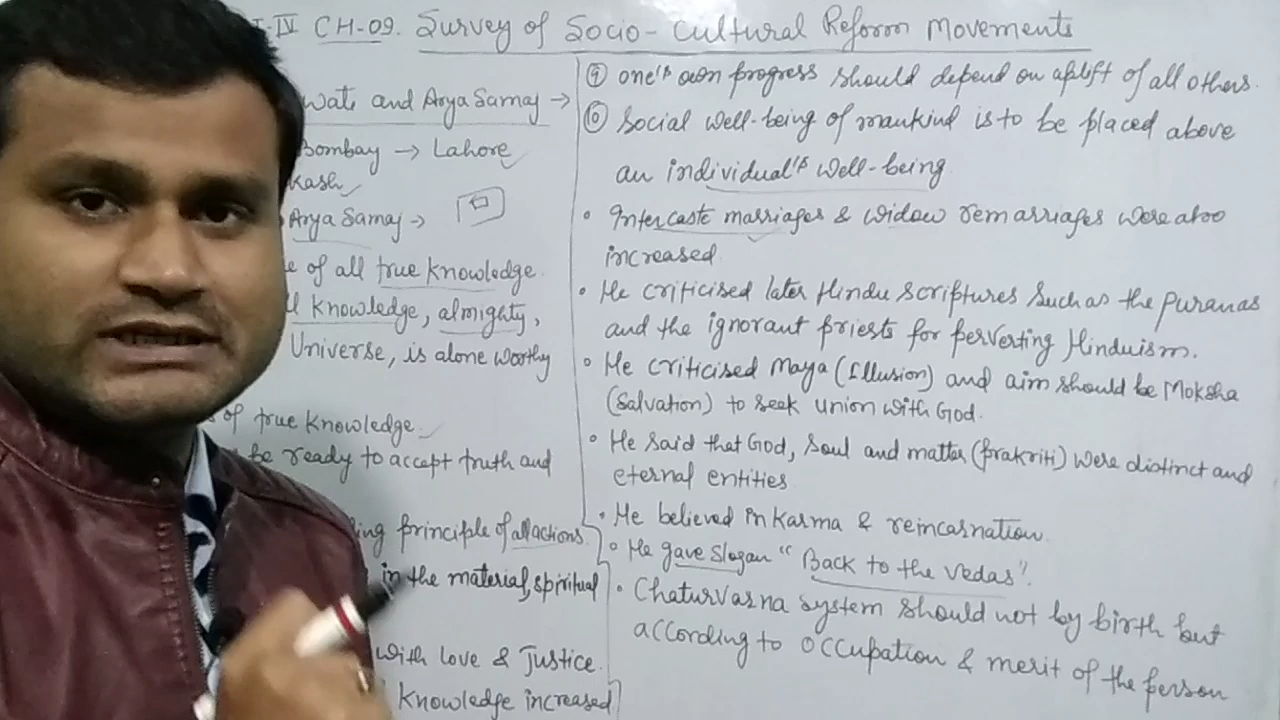 I-IV CH-09. Survey of Socio-Cultural Reform Movements
wati and Arya Samaj →
Bombay → Lahore
kash
Arya Samaj →
e of all true knowledge.
l knowledge, almighty,
Universe, is alone worthy
s of true knowledge.
be ready to accept truth and
ing principle of all actions.
in the material, spiritual
with love & Justice.
knowledge increased
⑨ one's own progress should depend on uplift of all others.
⑩ Social well-being of mankind is to be placed above
an individual's well-being
• Intercaste marriages & widow remarriages were also
increased.
• He criticised later Hindu scriptures such as the Puranas
and the ignorant priests for perverting Hinduism.
• He criticised Maya (Illusion) and aim should be Moksha
(Salvation) to seek union with God.
• He said that God, Soul and matter (Prakriti) were distinct and
eternal entities
• He believed in Karma & reincarnation.
• He gave slogan "Back to the Vedas".
• Chaturvarna system should not by birth but
according to occupation & merit of the person